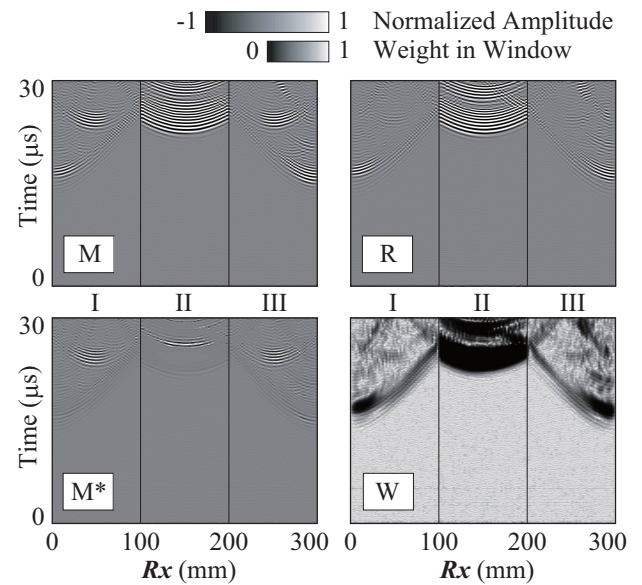 -1 1 Normalized Amplitude
0 1 Weight in Window
30
Time (μs)
0
M
R
I II III
I II III
30
Time (μs)
0
M*
W
0 100 200 300
0 100 200 300
Rx (mm)
Rx (mm)